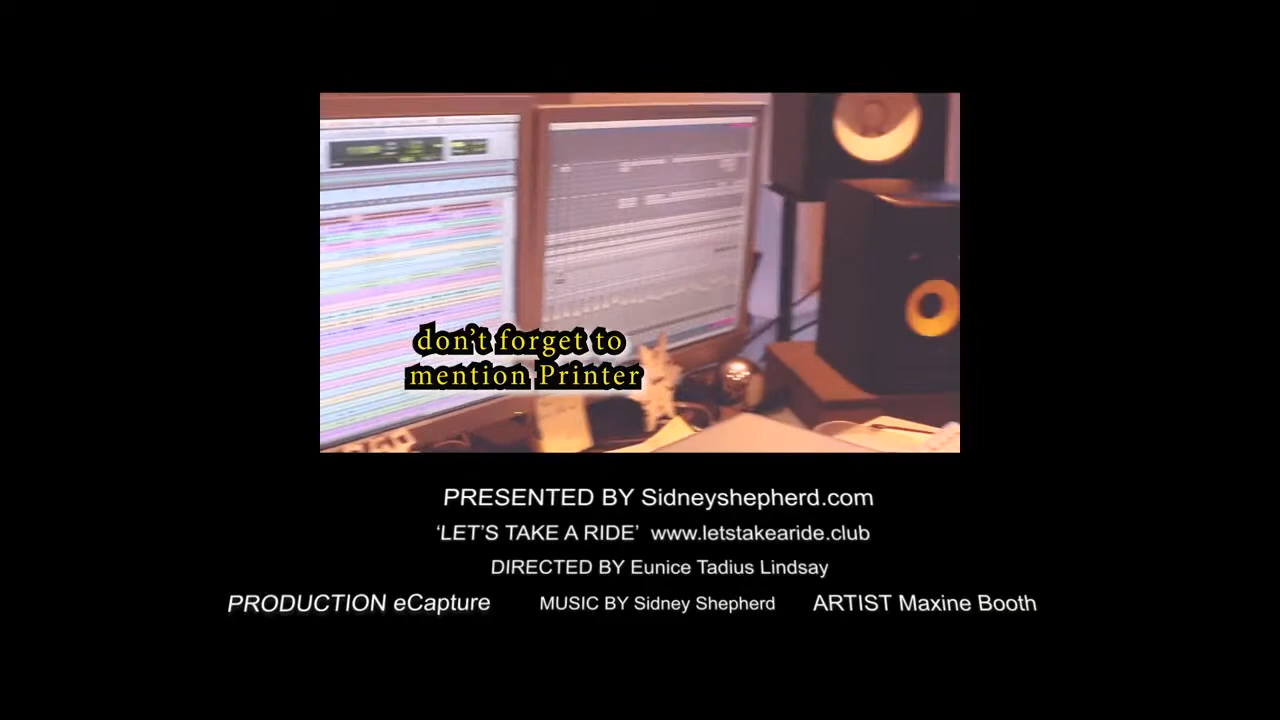 don't forget to
mention Printer
PRESENTED BY Sidneyshepherd.com
‘LET’S TAKE A RIDE’ www.letstakearide.club
DIRECTED BY Eunice Tadius Lindsay
PRODUCTION eCapture MUSIC BY Sidney Shepherd ARTIST Maxine Booth